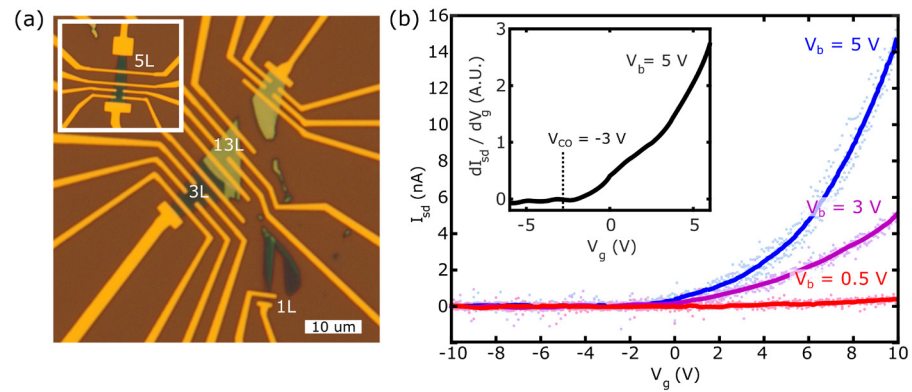 (a)
5L
13L
3L
1L
10 um
(b)
I_sd (nA)
16
14
12
10
8
6
4
2
0
-10
-8
-6
-4
-2
0
2
4
6
8
10
V_g (V)
V_b = 5 V
V_b = 3 V
V_b = 0.5 V
dI_sd / dV_g (A.U.)
3
2
1
0
-5
0
5
V_g (V)
V_b= 5 V
V_CO = -3 V